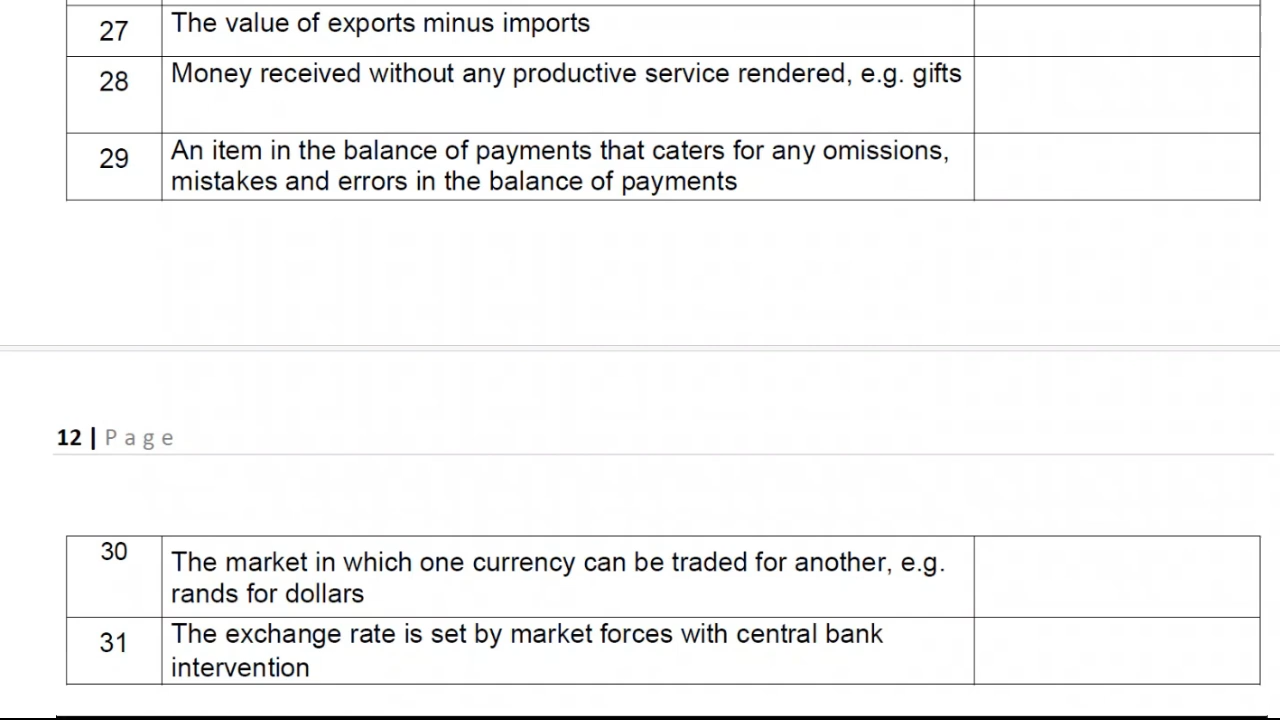 27
The value of exports minus imports
28
Money received without any productive service rendered, e.g. gifts
29
An item in the balance of payments that caters for any omissions,
mistakes and errors in the balance of payments
12 | Page
30
The market in which one currency can be traded for another, e.g.
rands for dollars
31
The exchange rate is set by market forces with central bank
intervention